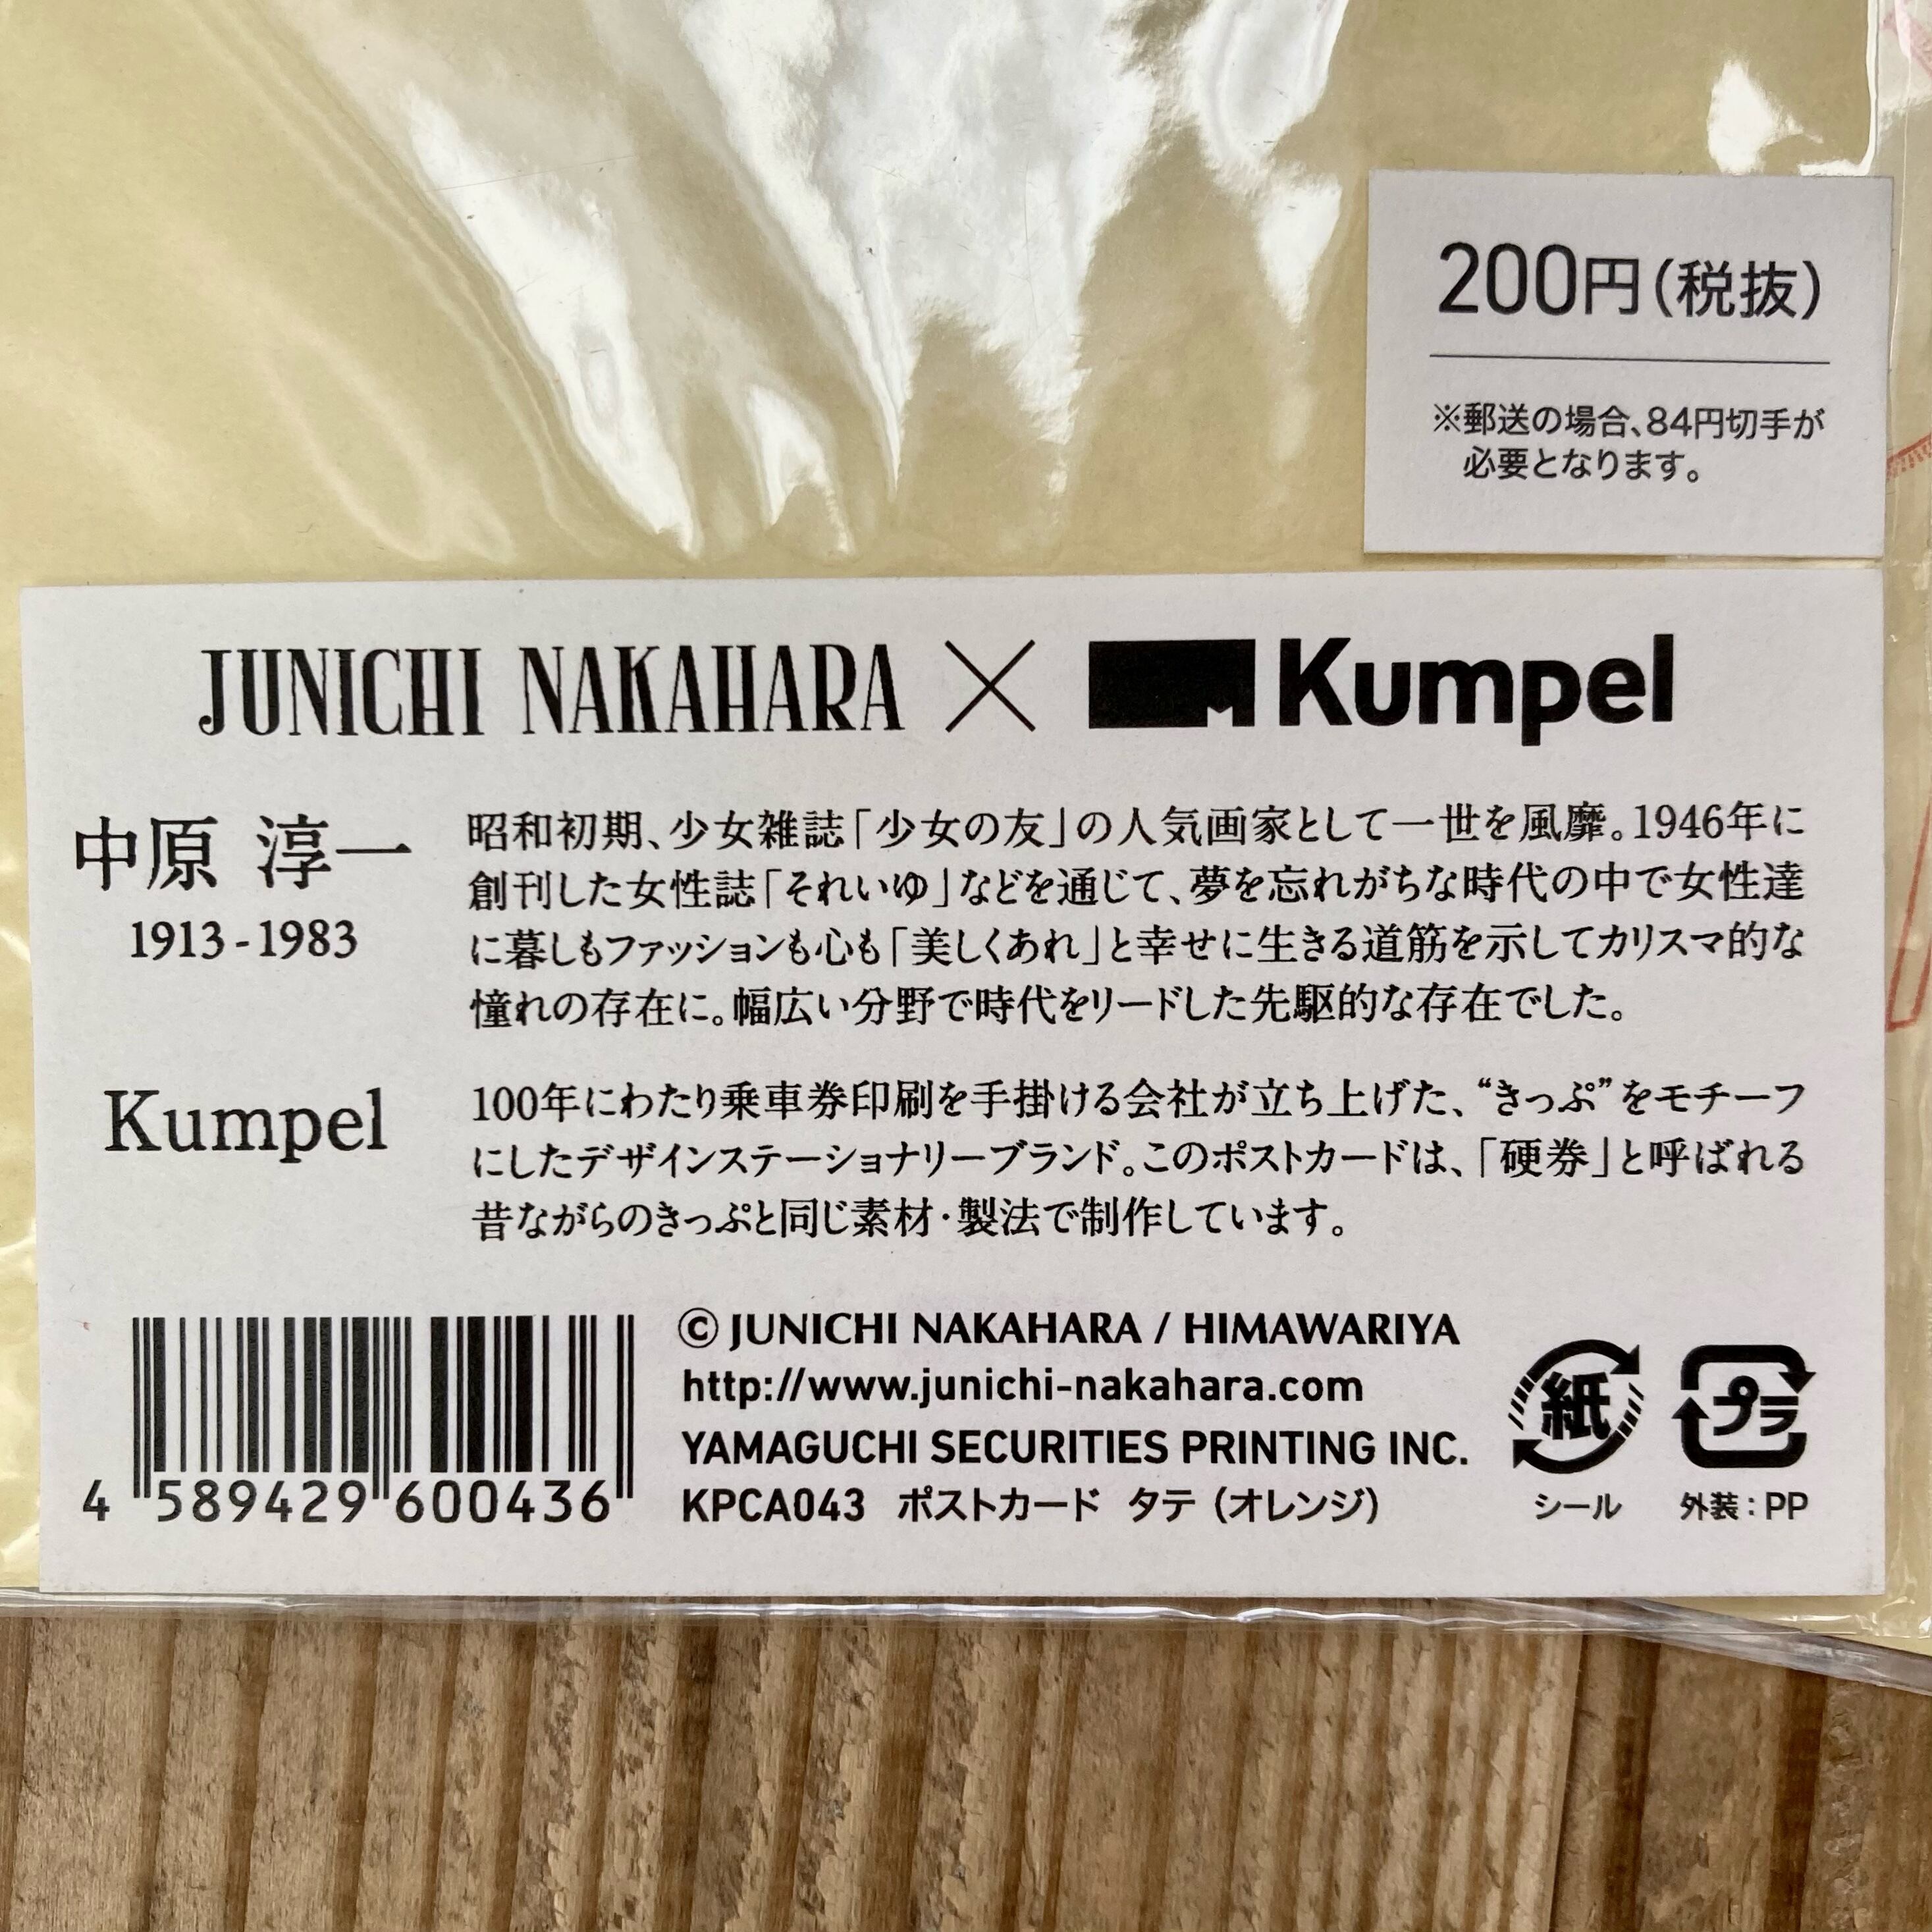 200円(税抜)
※郵送の場合、84円切手が
必要となります。
JUNICHI NAKAHARA × Kumpel
中原 淳一
1913-1983
昭和初期、少女雑誌「少女の友」の人気画家として一世を風靡。1946年に
創刊した女性誌「それいゆ」などを通じて、夢を忘れがちな時代の中で女性達
に暮しもファッションも心も「美しくあれ」と幸せに生きる道筋を示してカリスマ的な
憧れの存在に。幅広い分野で時代をリードした先駆的な存在でした。
Kumpel
100年にわたり乗車券印刷を手掛ける会社が立ち上げた、“きっぷ”をモチーフ
にしたデザインステーショナリーブランド。このポストカードは、「硬券」と呼ばれる
昔ながらのきっぷと同じ素材・製法で制作しています。
4 589429 600436
© JUNICHI NAKAHARA / HIMAWARIYA
http://www.junichi-nakahara.com
YAMAGUCHI SECURITIES PRINTING INC.
KPCA043 ポストカード タテ (オレンジ)
紙
シール
プラ
外装:PP